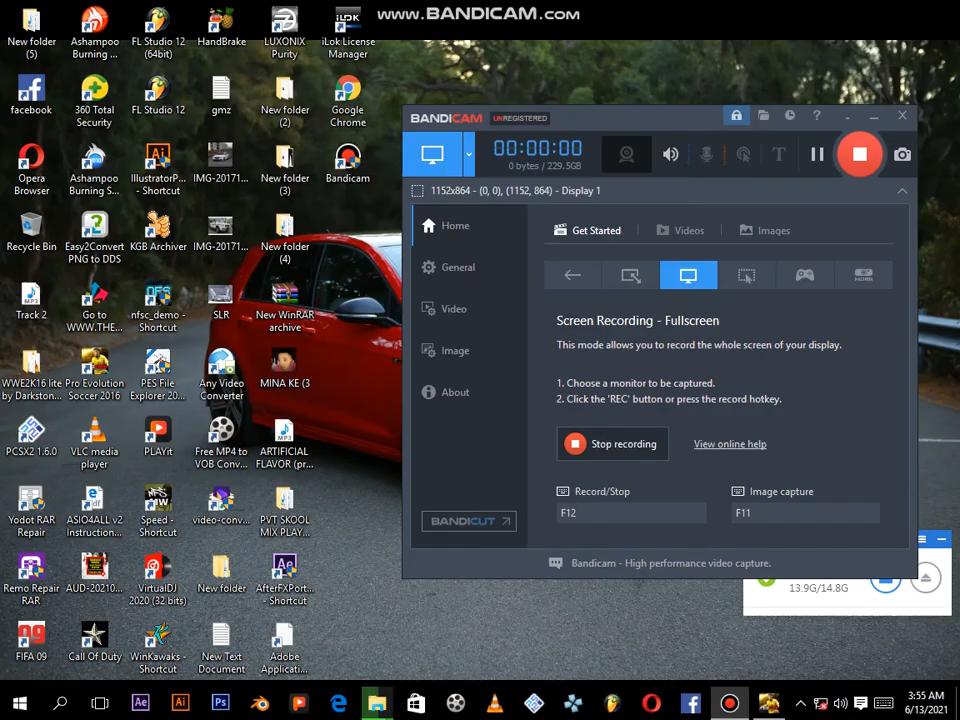 www.BANDICAM.com
New folder (5)
Ashampoo Burning ...
FL Studio 12 (64bit)
HandBrake
LUXONIX Purity
iLok License Manager
facebook
360 Total Security
FL Studio 12
gmz
New folder (2)
Google Chrome
Opera Browser
Ashampoo Burning S...
IllustratorP... - Shortcut
IMG-20171...
New folder (3)
Bandicam
Recycle Bin
Easy2Convert PNG to DDS
KGB Archiver
IMG-20171...
New folder (4)
Track 2
Go to WWW.THE...
nfsc_demo - Shortcut
SLR
New WinRAR archive
WWE2K16 lite by Darkston...
Pro Evolution Soccer 2016
PES File Explorer 20...
Any Video Converter
MINA KE (3
PCSX2 1.6.0
VLC media player
PLAYit
Free MP4 to VOB Conv...
ARTIFICIAL FLAVOR (pr...
Yodot RAR Repair
ASIO4ALL v2 Instruction...
Speed - Shortcut
video-conv...
PVT SKOOL MIX PLAY...
Remo Repair RAR
AUD-20210...
VirtualDJ 2020 (32 bits)
New folder
AfterFXPort... - Shortcut
FIFA 09
Call Of Duty
WinKawaks - Shortcut
New Text Document
Adobe Applicati...
BANDICAM UNREGISTERED
00:00:00
0 bytes / 229.5GB
1152x864 - (0, 0), (1152, 864) - Display 1
Home
General
Video
Image
About
BANDICUT
Get Started
Videos
Images
Screen Recording - Fullscreen
This mode allows you to record the whole screen of your display.
1. Choose a monitor to be captured.
2. Click the 'REC' button or press the record hotkey.
Stop recording
View online help
Record/Stop
Image capture
F12
F11
Bandicam - High performance video capture.
13.9G/14.8G
3:55 AM
6/13/2021